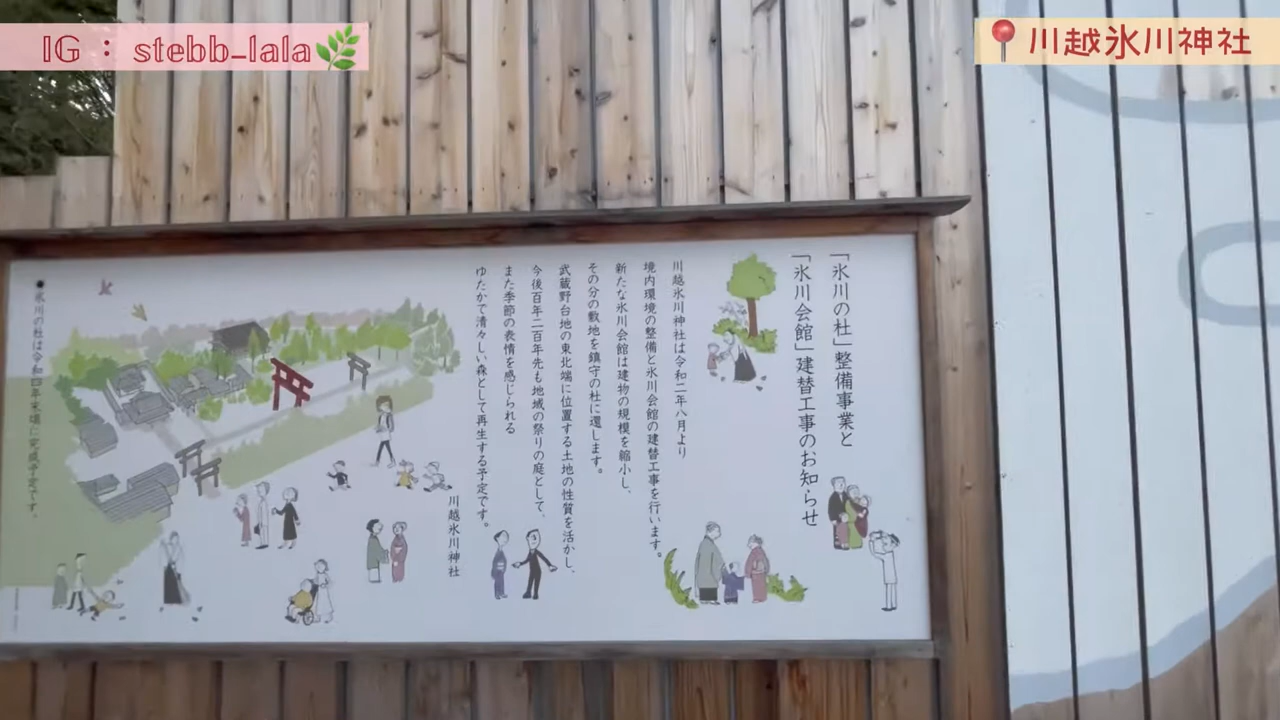 IG : stebb_lala
川越氷川神社
「氷川の杜」整備事業と
「氷川会館」建替工事のお知らせ
川越氷川神社は令和二年八月より
境内環境の整備と氷川会館の建替工事を行います。
新たな氷川会館は建物の規模を縮小し、
その分の敷地を鎮守の杜に還します。
武蔵野台地の東北端に位置する土地の性質を活かし、
今後百年二百年先も地域の祭りの庭として、
また季節の表情を感じられる
ゆたかで清々しい森として再生する予定です。
川越氷川神社
●氷川の杜は令和四年末頃に完成予定です。